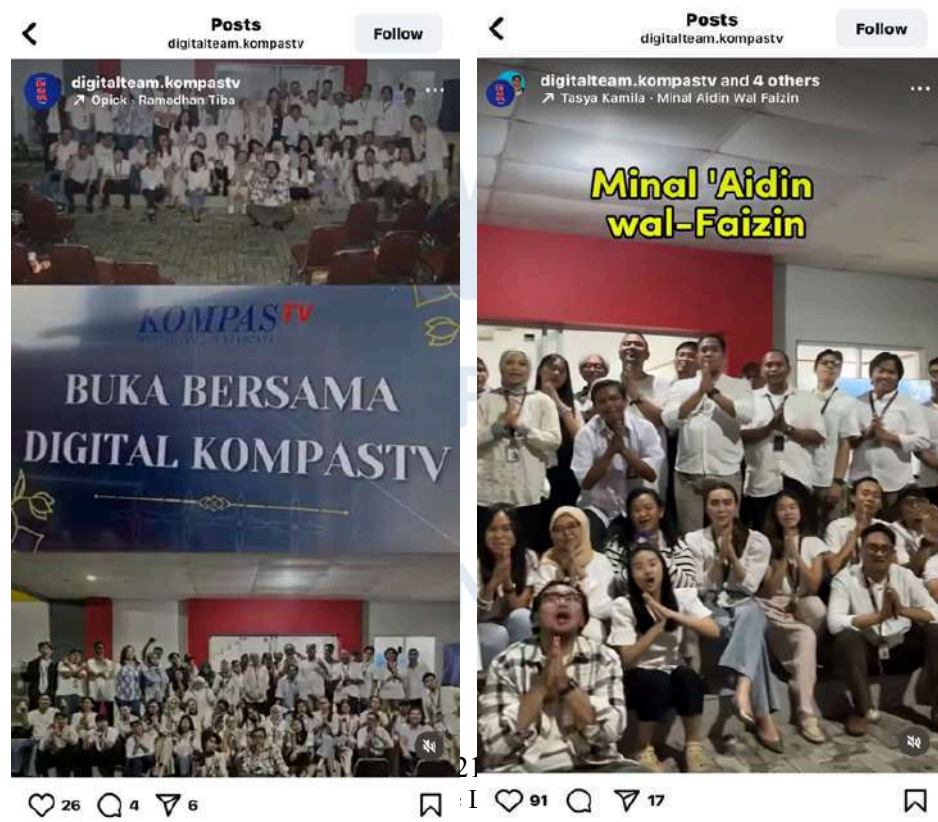 Posts
digitalteam.kompastv
Follow
digitalteam.kompastv
Opick · Ramadhan Tiba
KOMPAS TV
BUKA BERSAMA
DIGITAL KOMPASTV
26 4 6
Posts
digitalteam.kompastv
Follow
digitalteam.kompastv and 4 others
Tasya Kamila · Minal Aidin Wal Faizin
Minal 'Aidin
wal-Faizin
91 17